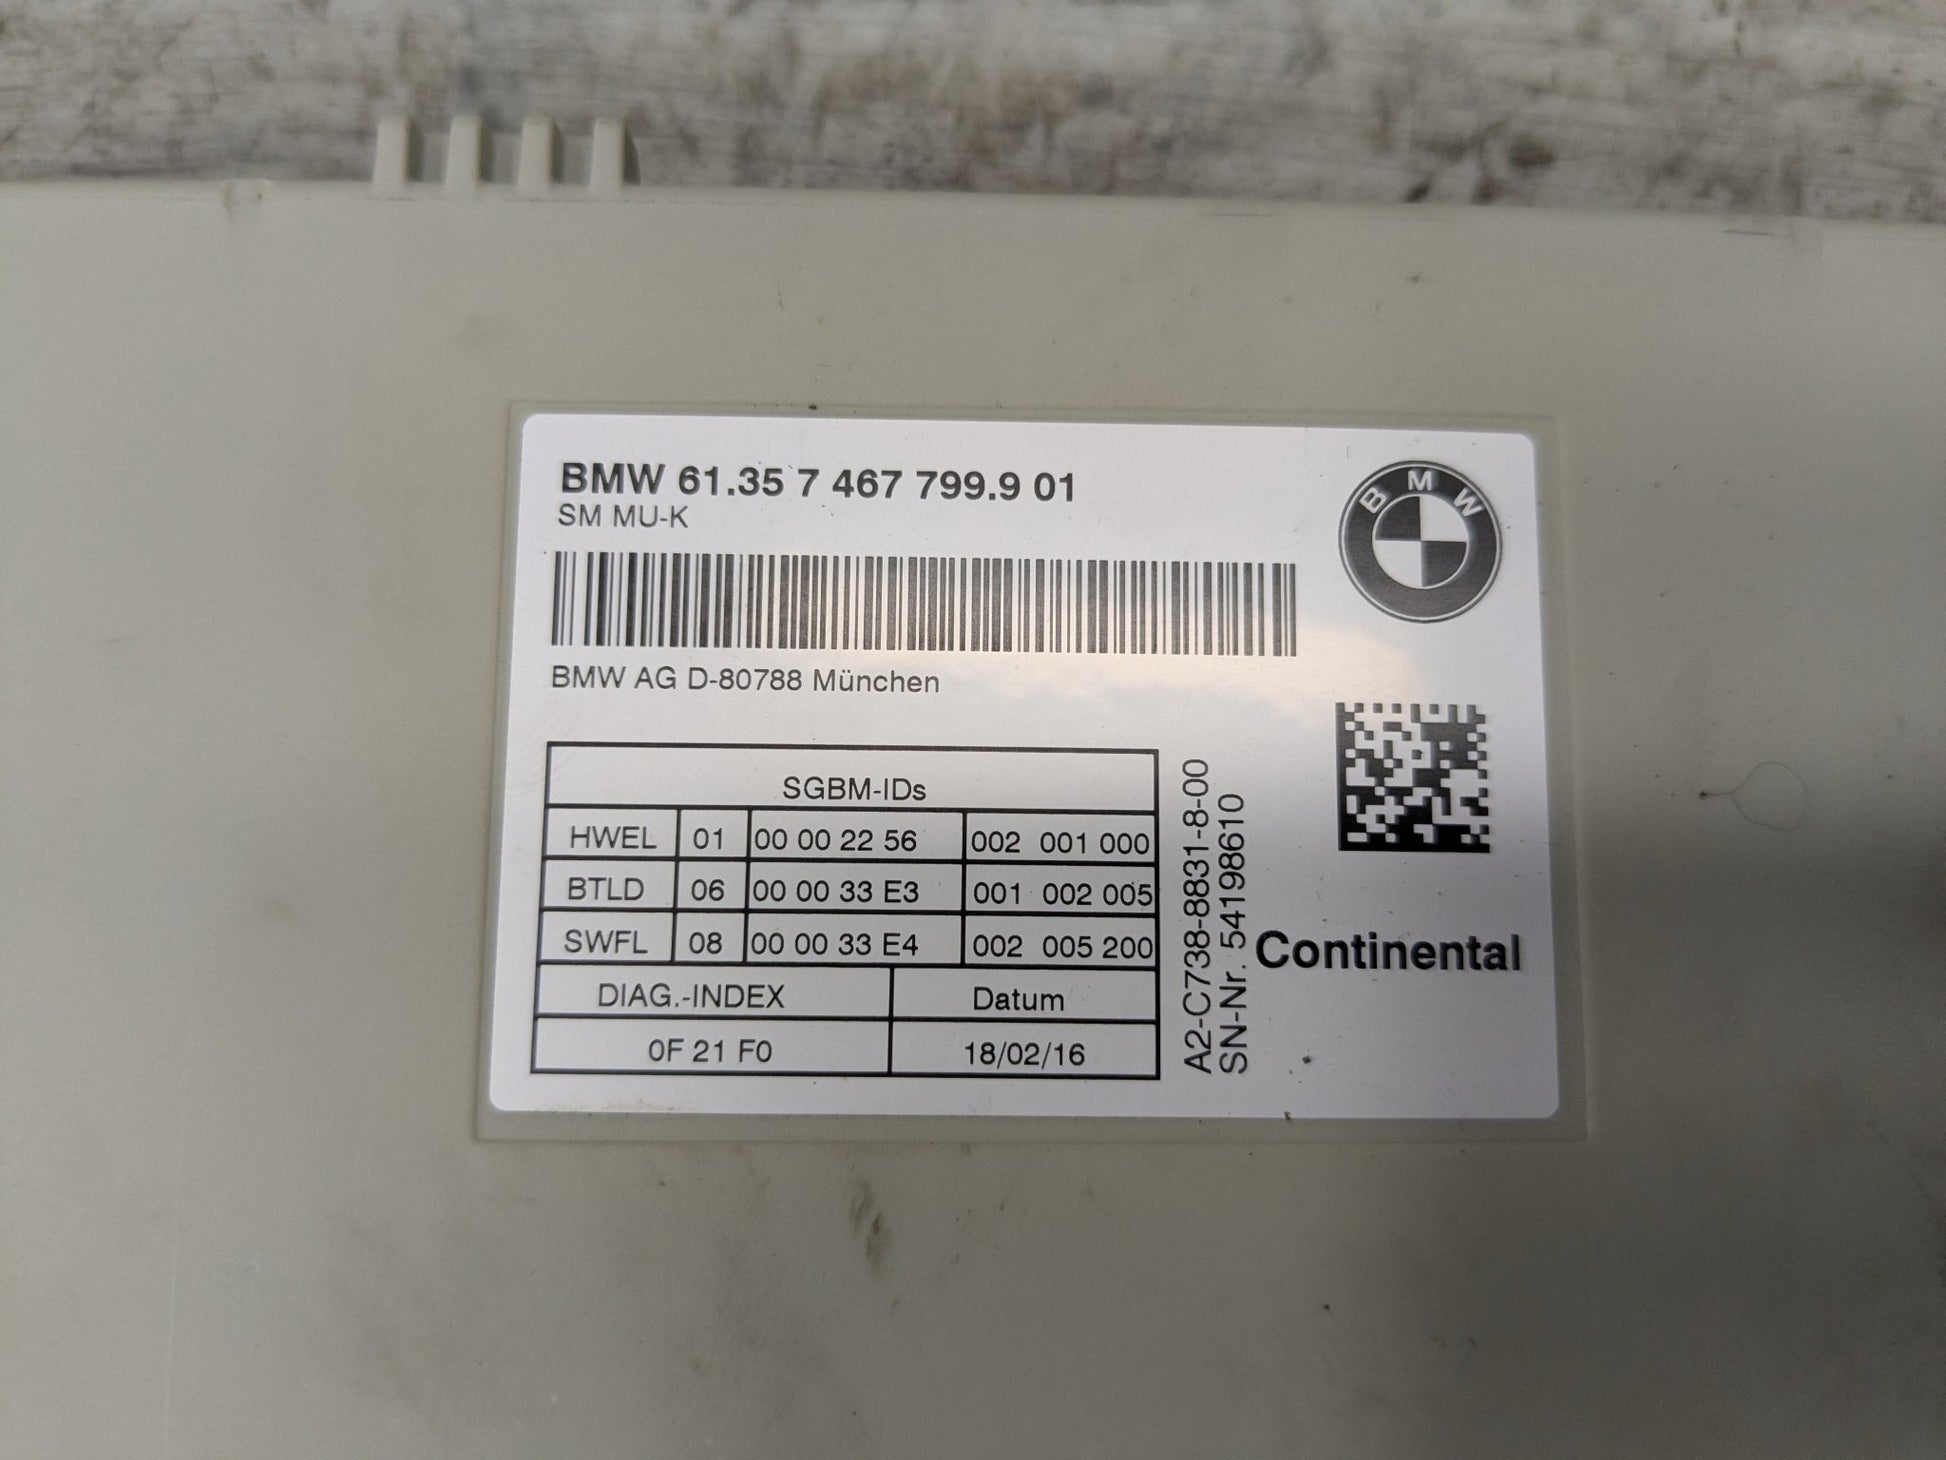 BMW 61.35 7 467 799.9 01
SM MU-K
BMW
BMW AG D-80788 München
SGBM-IDs
HWEL 01 00 00 22 56 002 001 000
BTLD 06 00 00 33 E3 001 002 005
SWFL 08 00 00 33 E4 002 005 200
DIAG.-INDEX Datum
0F 21 F0 18/02/16
A2-C738-8831-8-00
SN-Nr. 54198610
Continental